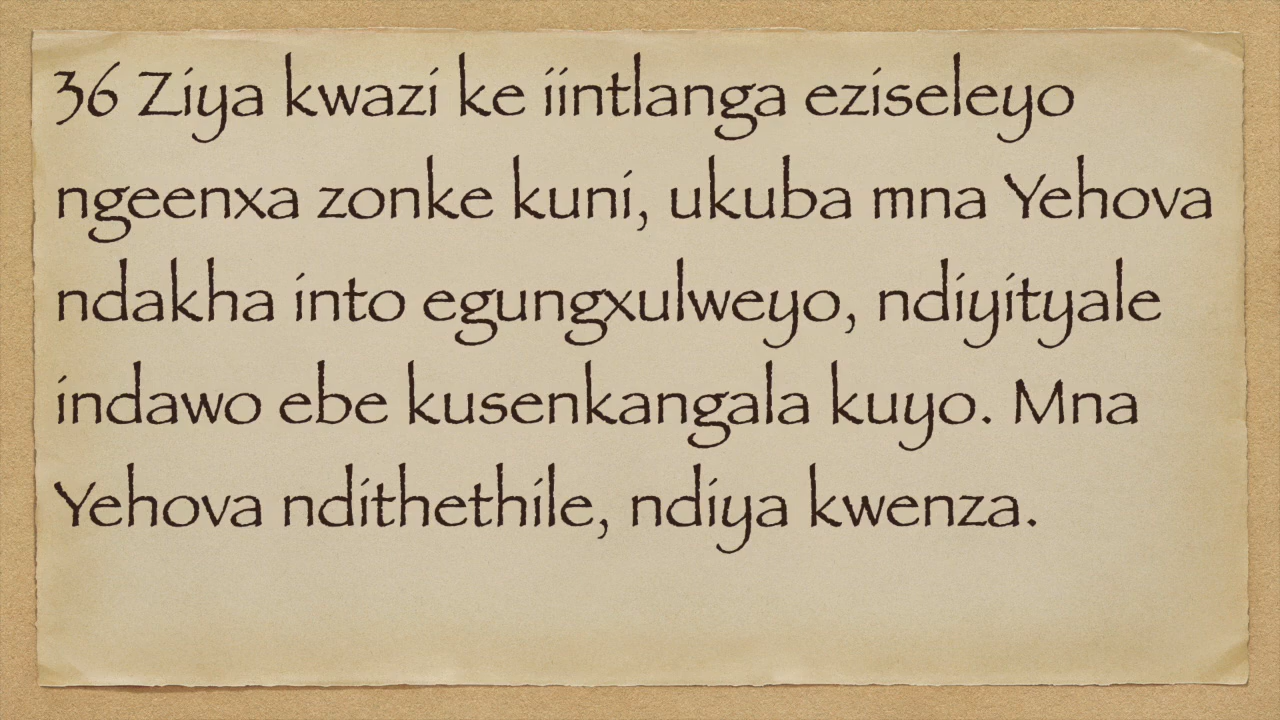 36 Ziya kwazi ke iintlanga eziseleyo
ngeenxa zonke kuni, ukuba mna Yehova
ndakha into egungxulweyo, ndiyityale
indawo ebe kusenkangala kuyo. Mna
Yehova ndithethile, ndiya kwenza.